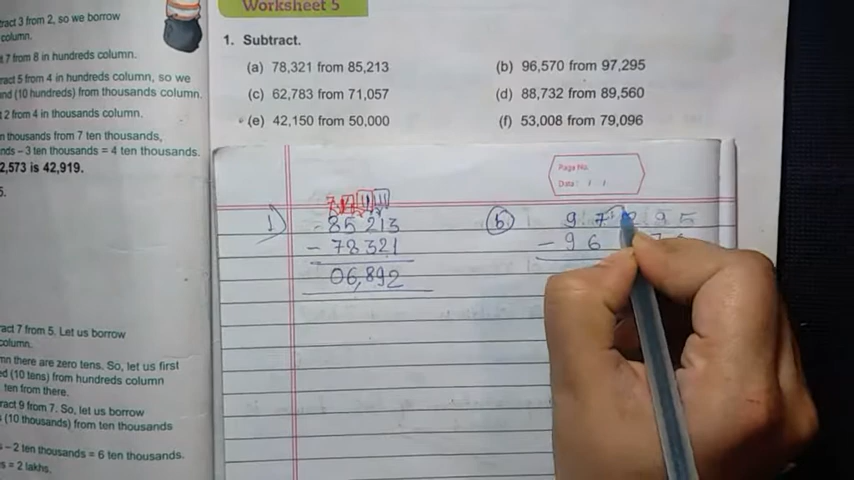 Worksheet 5
tract 3 from 2, so we borrow
column.
t 7 from 8 in hundreds column.
ract 5 from 4 in hundreds column, so we
and (10 hundreds) from thousands column.
t 2 from 4 in thousands column.
n thousands from 7 ten thousands,
nds – 3 ten thousands = 4 ten thousands.
2,573 is 42,919.
5.
ract 7 from 5. Let us borrow
column.
mn there are zero tens. So, let us first
ed (10 tens) from hundreds column
ten from there.
ract 9 from 7. So, let us borrow
s (10 thousand) from ten thousands
s – 2 ten thousands = 6 ten thousands.
s = 2 lakhs.
1. Subtract.
(a) 78,321 from 85,213
(b) 96,570 from 97,295
(c) 62,783 from 71,057
(d) 88,732 from 89,560
(e) 42,150 from 50,000
(f) 53,008 from 79,096
Page No.
Date: / /
1)
85213
– 78321
06,892
(b)
97295
– 96